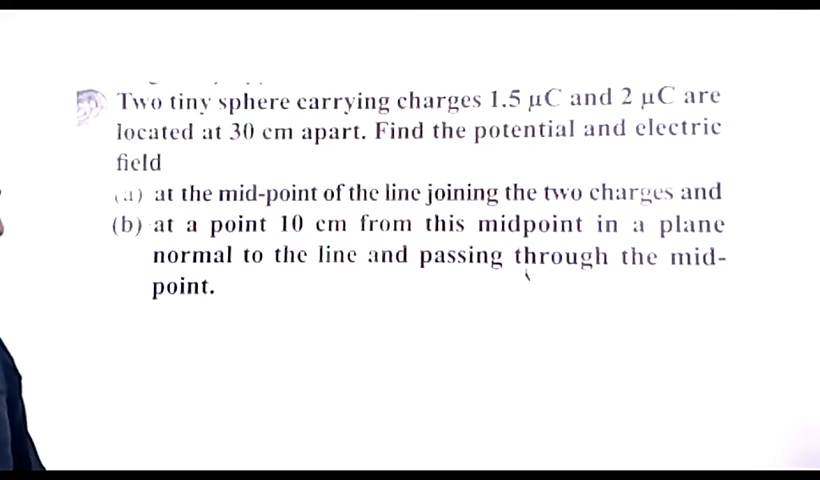 Two tiny sphere carrying charges 1.5 μC and 2 μC are
located at 30 cm apart. Find the potential and electric
field
(a) at the mid-point of the line joining the two charges and
(b) at a point 10 cm from this midpoint in a plane
normal to the line and passing through the mid-
point.